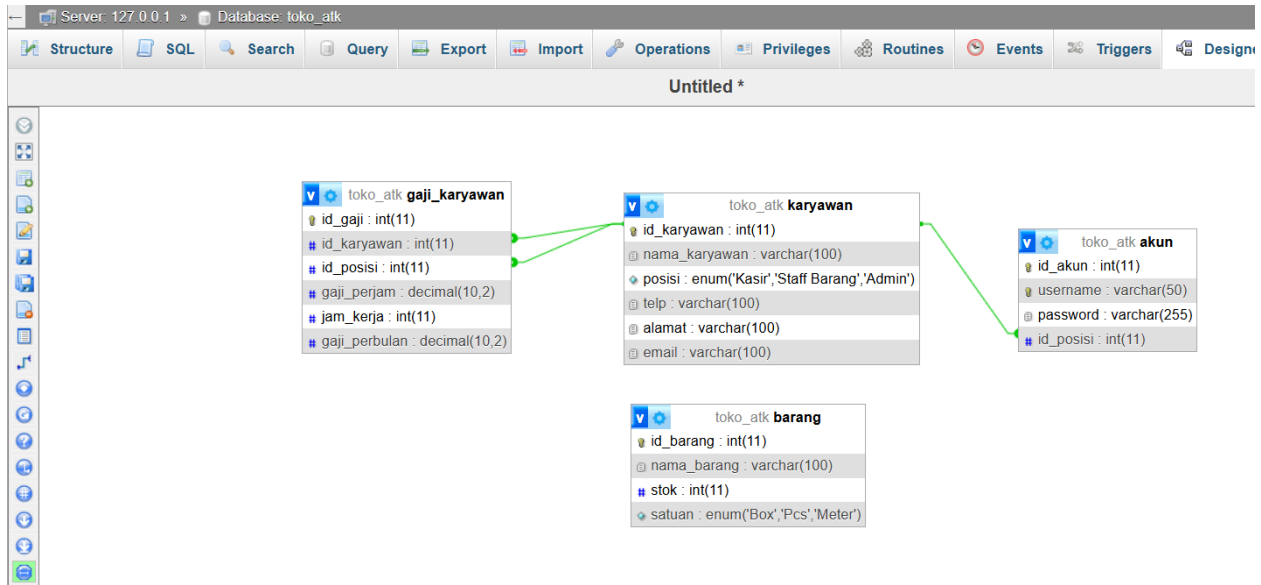 ← Server: 127.0.0.1 » Database: toko_atk
Structure SQL Search Query Export Import Operations Privileges Routines Events Triggers Designe
Untitled *
v toko_atk gaji_karyawan
id_gaji : int(11)
# id_karyawan : int(11)
# id_posisi : int(11)
# gaji_perjam : decimal(10,2)
# jam_kerja : int(11)
# gaji_perbulan : decimal(10,2)
v toko_atk karyawan
id_karyawan : int(11)
nama_karyawan : varchar(100)
posisi : enum('Kasir','Staff Barang','Admin')
telp : varchar(100)
alamat : varchar(100)
email : varchar(100)
v toko_atk akun
id_akun : int(11)
username : varchar(50)
password : varchar(255)
# id_posisi : int(11)
v toko_atk barang
id_barang : int(11)
nama_barang : varchar(100)
# stok : int(11)
satuan : enum('Box','Pcs','Meter')